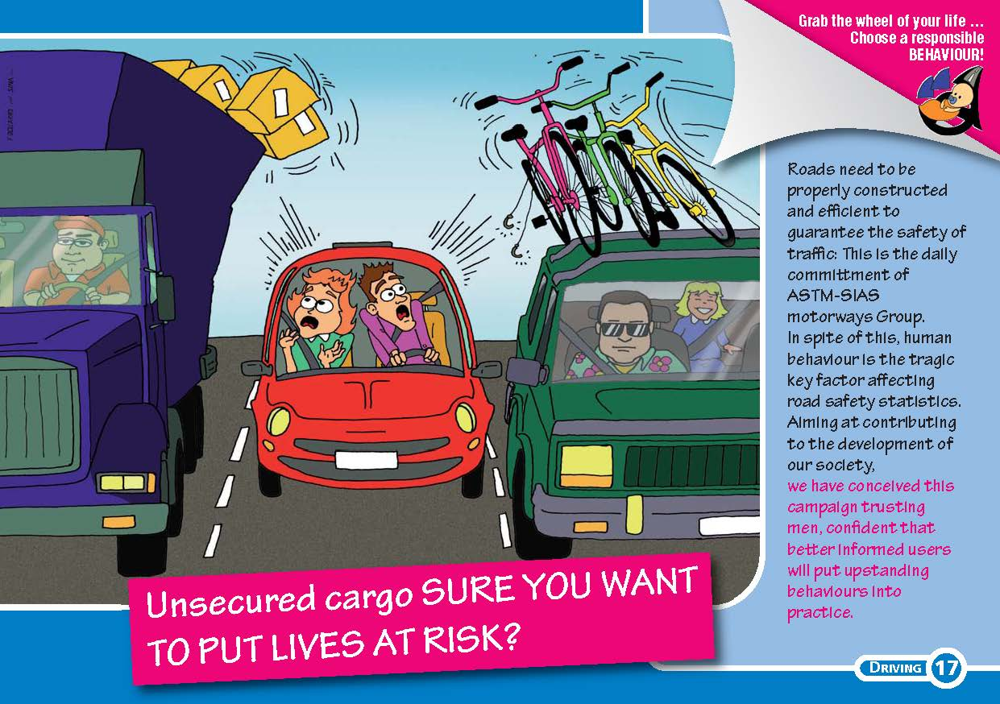 Grab the wheel of your life ...
Choose a responsible
BEHAVIOUR!
Roads need to be
properly constructed
and efficient to
guarantee the safety of
traffic: This is the daily
committment of
ASTM-SIAS
motorways Group.
In spite of this, human
behaviour is the tragic
key factor affecting
road safety statistics.
Aiming at contributing
to the development of
our society,
we have conceived this
campaign trusting
men, confident that
better informed users
will put upstanding
behaviours into
practice.
Unsecured cargo SURE YOU WANT
TO PUT LIVES AT RISK?
DRIVING 17